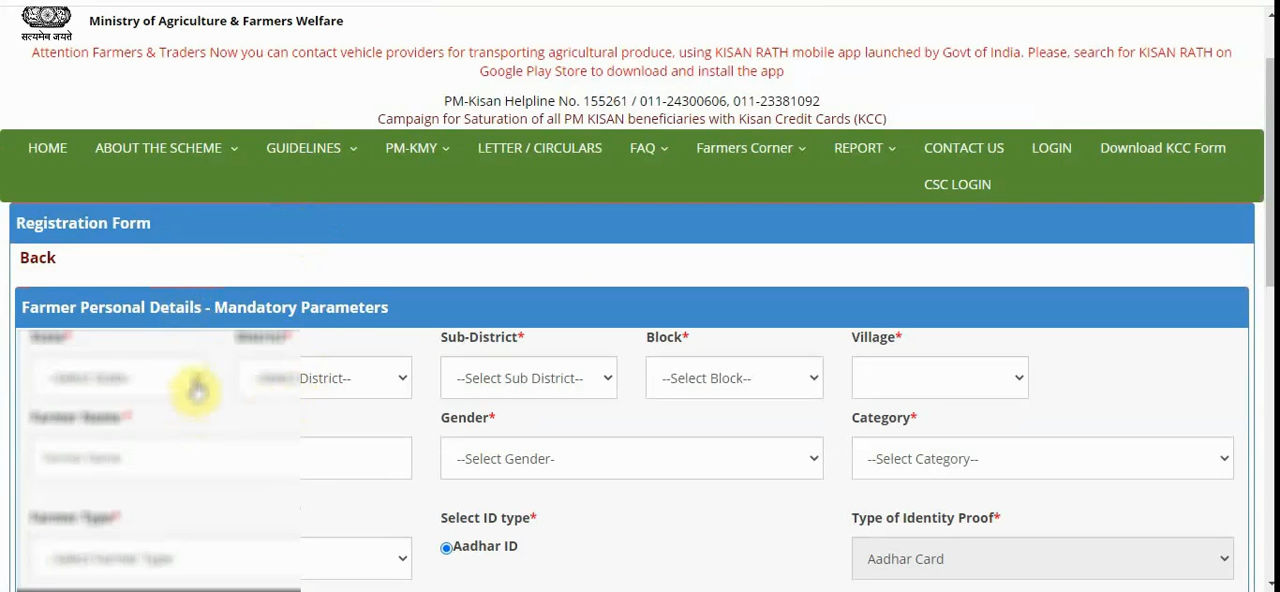 सत्यमेव जयते
Ministry of Agriculture & Farmers Welfare
Attention Farmers & Traders Now you can contact vehicle providers for transporting agricultural produce, using KISAN RATH mobile app launched by Govt of India. Please, search for KISAN RATH on
Google Play Store to download and install the app
PM-Kisan Helpline No. 155261 / 011-24300606, 011-23381092
Campaign for Saturation of all PM KISAN beneficiaries with Kisan Credit Cards (KCC)
HOME ABOUT THE SCHEME GUIDELINES PM-KMY LETTER / CIRCULARS FAQ Farmers Corner REPORT CONTACT US LOGIN Download KCC Form
CSC LOGIN
Registration Form
Back
Farmer Personal Details - Mandatory Parameters
Sub-District* Block* Village*
District-- --Select Sub District-- --Select Block--
Gender* Category*
--Select Gender- --Select Category--
Select ID type* Type of Identity Proof*
Aadhar ID
Aadhar Card